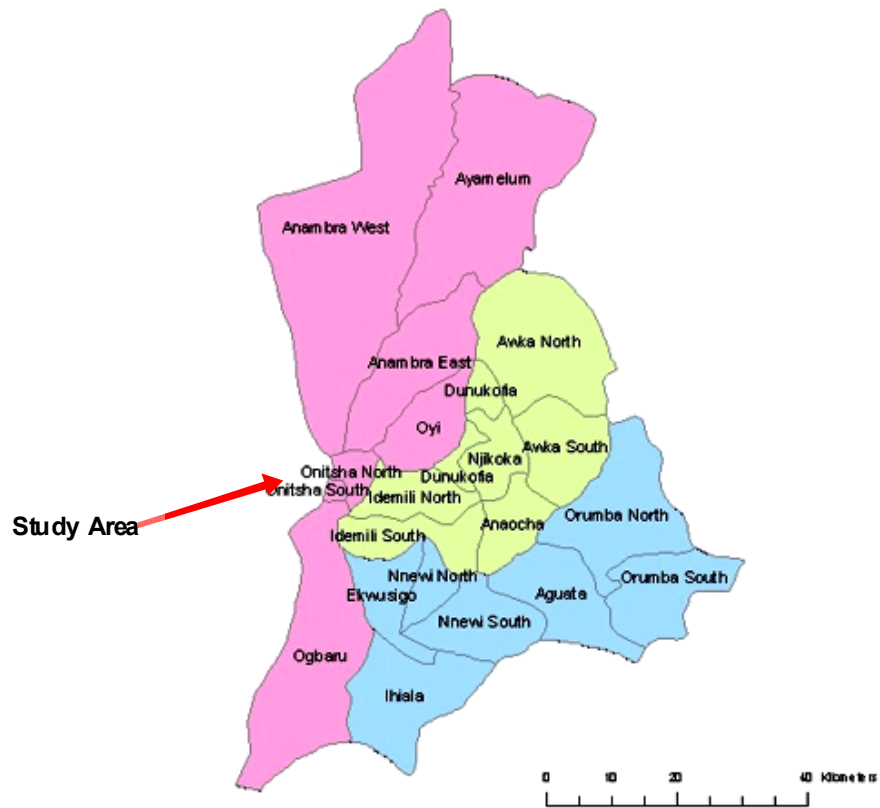 Ayamelum
Anambra West
Awka North
Anambra East
Dunukofia
Oyi
Awka South
Njikoka
Onitsha North
Dunukofia
Onitsha South
Idemili North
Orumba North
Study Area
Anaocha
Idemili South
Nnewi North
Orumba South
Ekwusigo
Aguata
Nnewi South
Ogbaru
Ihiala
0 10 20 40 Kilometers